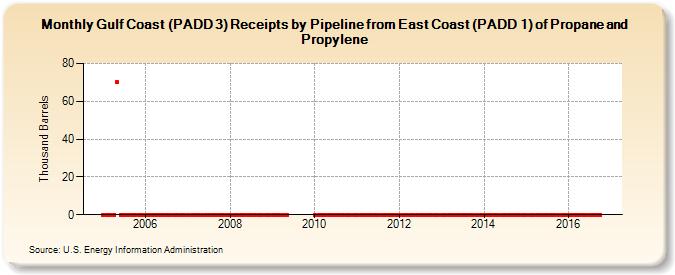 Monthly Gulf Coast (PADD 3) Receipts by Pipeline from East Coast (PADD 1) of Propane and
Propylene
Thousand Barrels
80
60
40
20
0
2006
2008
2010
2012
2014
2016
Source: U.S. Energy Information Administration